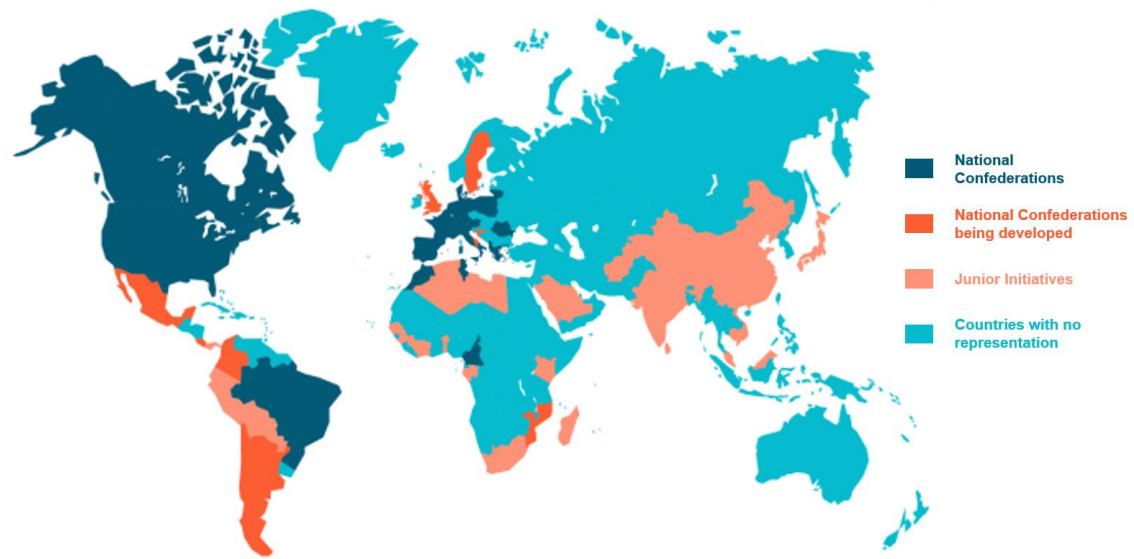 National
Confederations
National Confederations
being developed
Junior Initiatives
Countries with no
representation